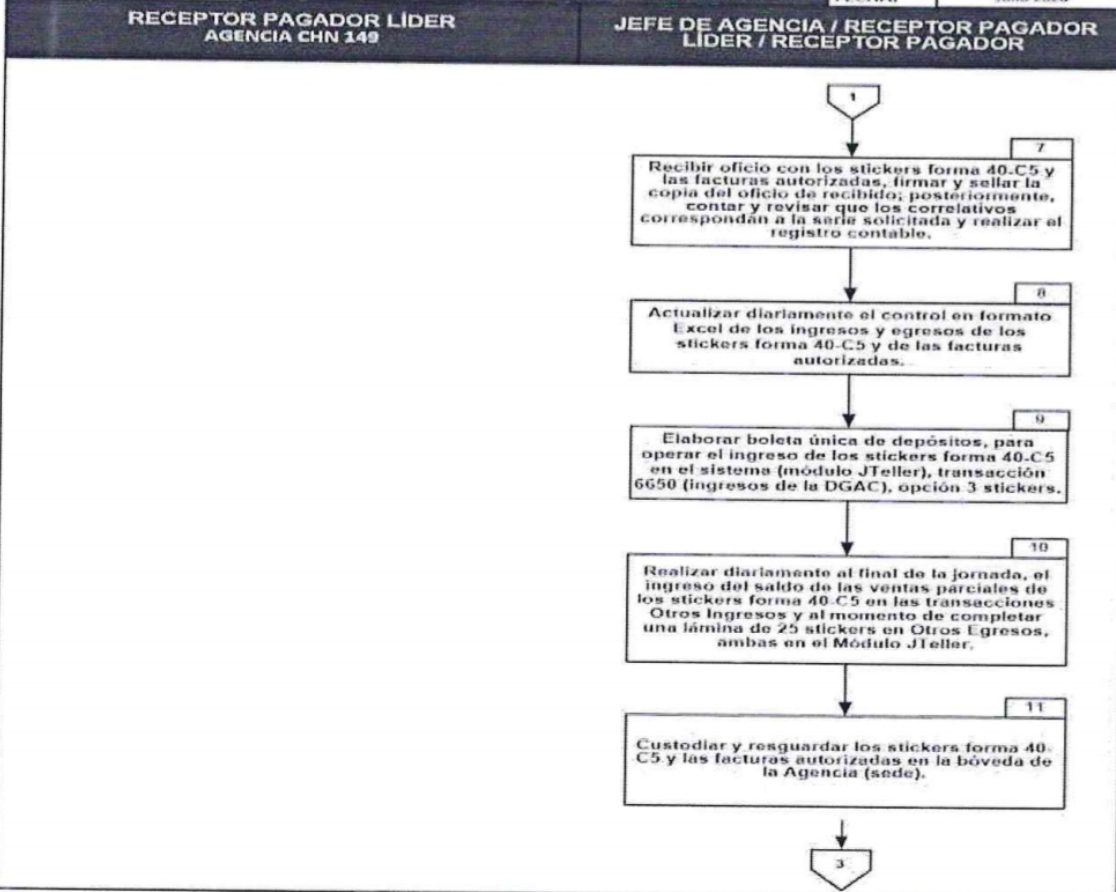 RECEPTOR PAGADOR LÍDER
AGENCIA CHN 149
JEFE DE AGENCIA / RECEPTOR PAGADOR
LÍDER / RECEPTOR PAGADOR
1
7
Recibir oficio con los stickers forma 40-C5 y
las facturas autorizadas, firmar y sellar la
copia del oficio de recibido; posteriormente,
contar y revisar que los correlativos
correspondan a la serie solicitada y realizar el
registro contable.
8
Actualizar diariamente el control en formato
Excel de los ingresos y egresos de los
stickers forma 40-C5 y de las facturas
autorizadas.
9
Elaborar boleta única de depósitos, para
operar el ingreso de los stickers forma 40-C5
en el sistema (módulo JTeller), transacción
6650 (ingresos de la DGAC), opción 3 stickers.
10
Realizar diariamente al final de la jornada, el
ingreso del saldo de las ventas parciales de
los stickers forma 40-C5 en las transacciones
Otros Ingresos y al momento de completar
una lámina de 25 stickers en Otros Egresos,
ambas en el Módulo JTeller.
11
Custodiar y resguardar los stickers forma 40-
C5 y las facturas autorizadas en la bóveda de
la Agencia (sede).
3